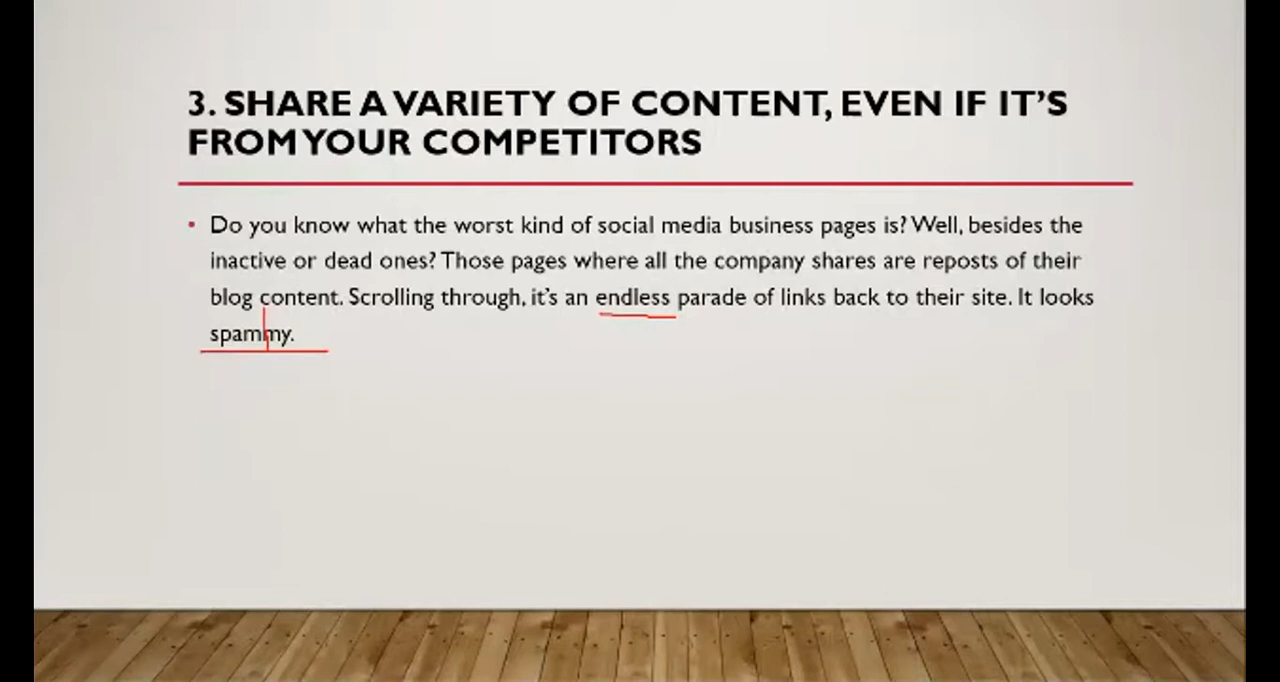 3. SHARE A VARIETY OF CONTENT, EVEN IF IT'S
FROM YOUR COMPETITORS
• Do you know what the worst kind of social media business pages is? Well, besides the
inactive or dead ones? Those pages where all the company shares are reposts of their
blog content. Scrolling through, it's an endless parade of links back to their site. It looks
spammy.